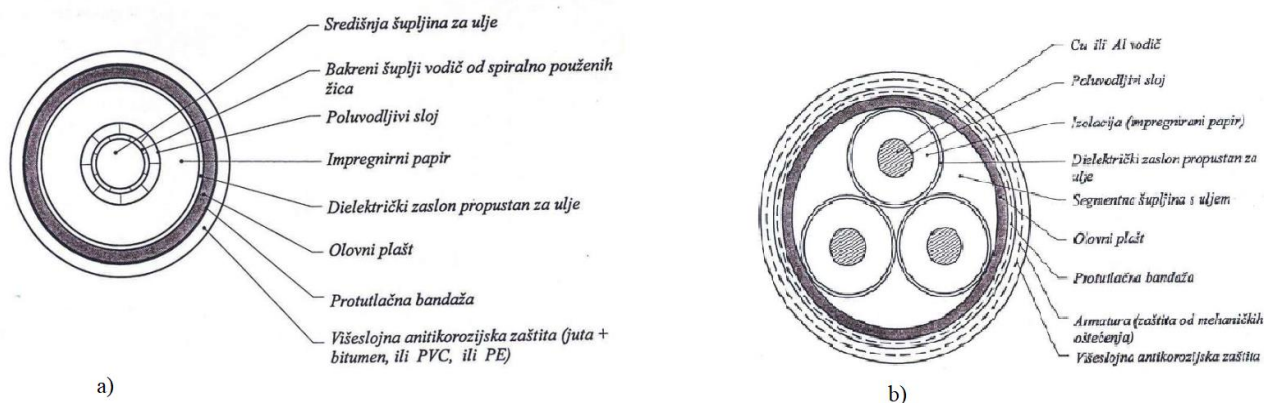 Središnja šupljina za ulje
Bakreni šuplji vodič od spiralno použenih
žica
Poluvodljivi sloj
Impregnirni papir
Dielektrički zaslon propustan za ulje
Olovni plašt
Protutlačna bandaža
Višeslojna antikorozijska zaštita (juta +
bitumen, ili PVC, ili PE)
a)
Cu ili Al vodič
Poluvodljivi sloj
Izolacija (impregnirani papir)
Dielektrički zaslon propustan za
ulje
Segmentna šupljina s uljem
Olovni plašt
Protutlačna bandaža
Armatura (zaštita od mehaničkih
oštećenja)
Višeslojna antikorozijska zaštita
b)